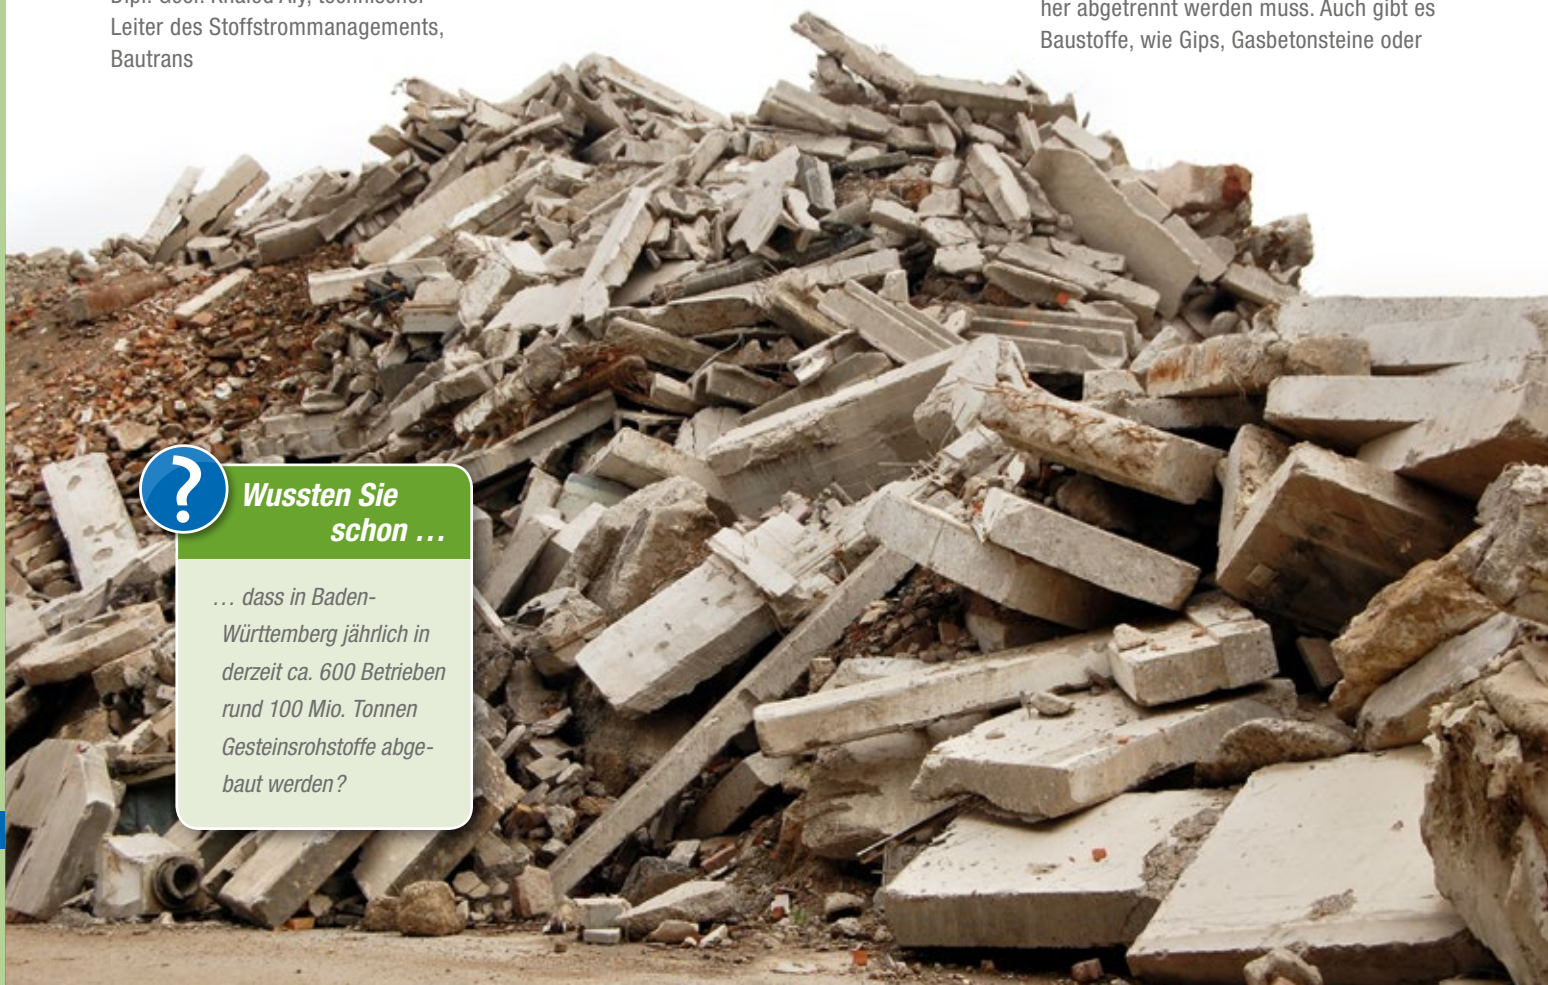 Leiter des Stoffstrommanagements,
Bautrans
her abgetrennt werden muss. Auch gibt es
Baustoffe, wie Gips, Gasbetonsteine oder
?
Wussten Sie
schon …
… dass in Baden-
Württemberg jährlich in
derzeit ca. 600 Betrieben
rund 100 Mio. Tonnen
Gesteinsrohstoffe abge-
baut werden?